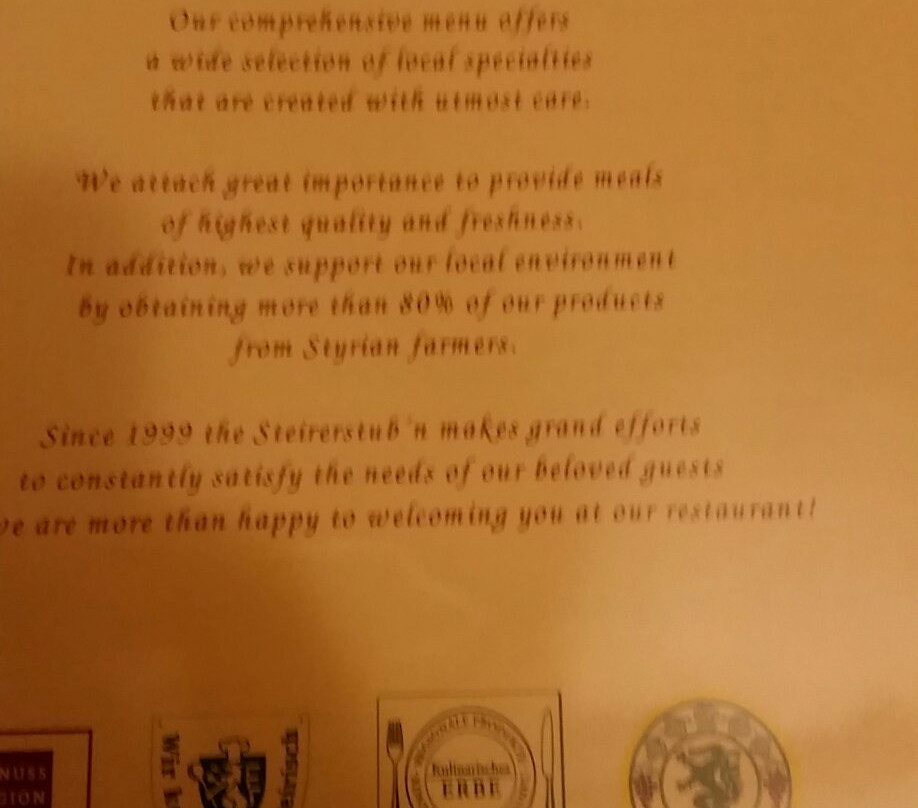 Our comprehensive menu offers
a wide selection of local specialties
that are created with utmost care.
We attach great importance to provide meals
of highest quality and freshness.
In addition, we support our local environment
by obtaining more than 80% of our products
from Styrian farmers.
Since 1999 the Steirerstub'n makes grand efforts
to constantly satisfy the needs of our beloved guests
we are more than happy to welcoming you at our restaurant!
NUSS
GION
Wir
Kulinarisches
ERBE